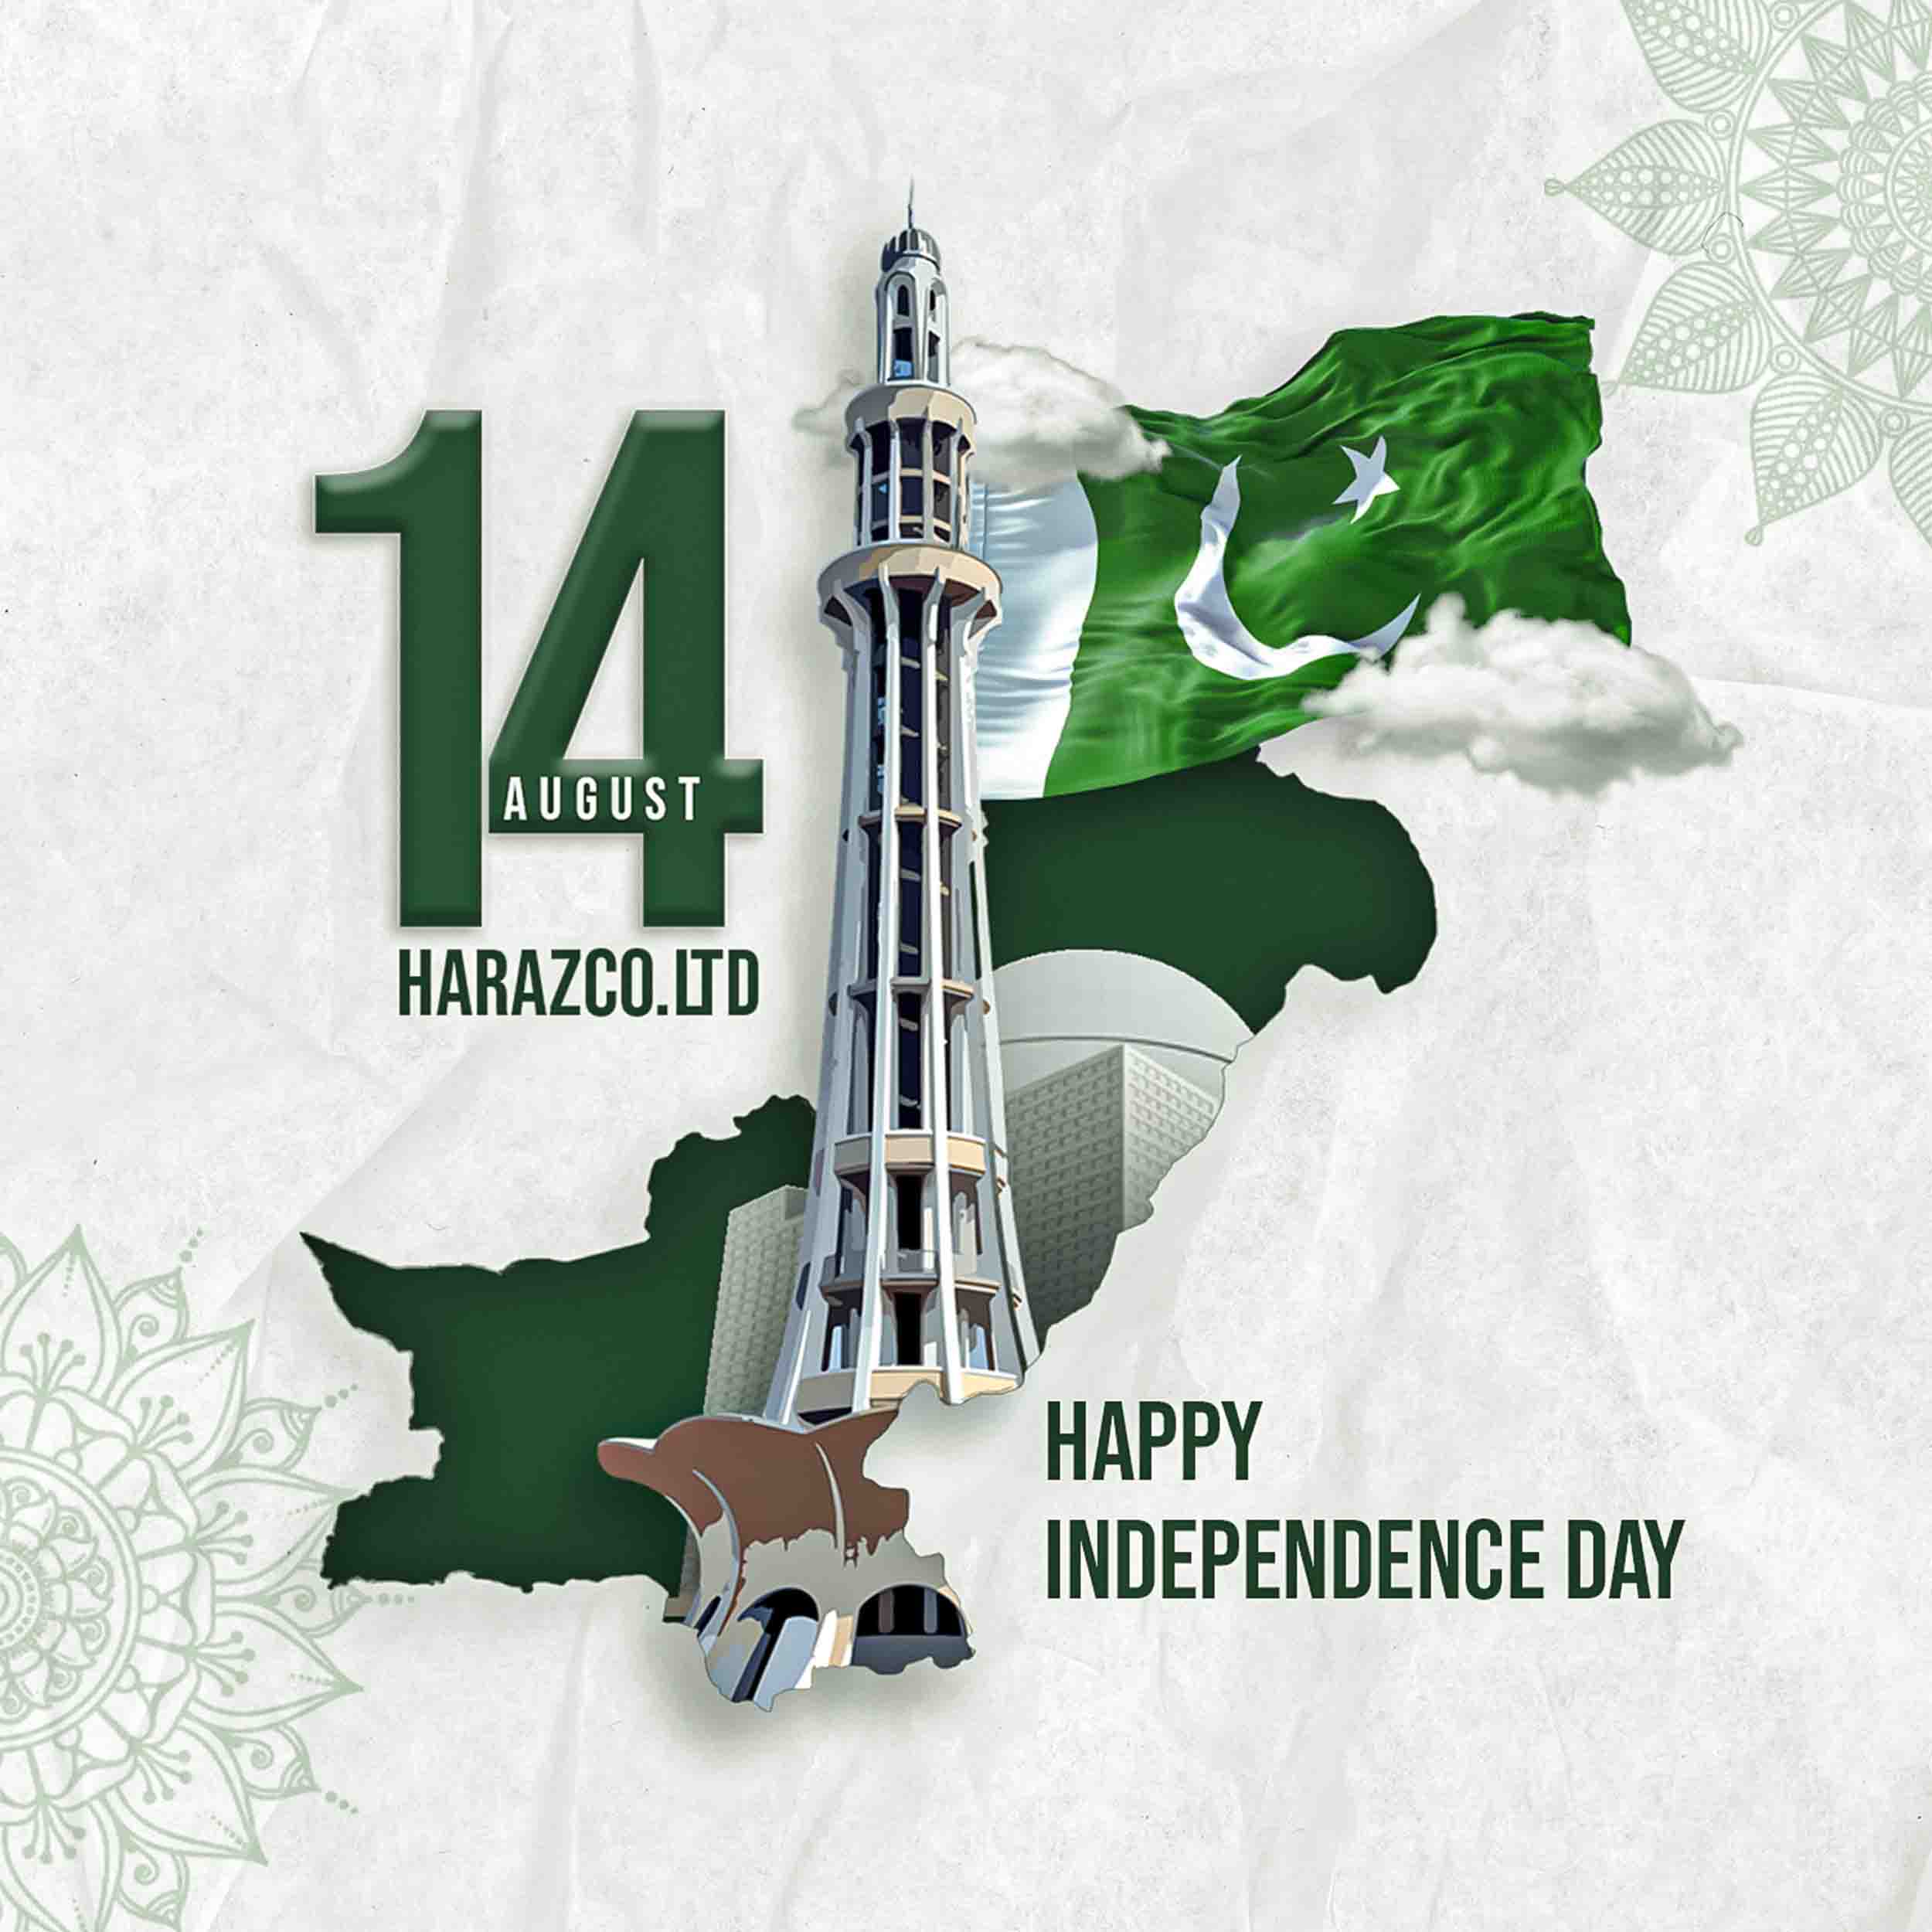 14
AUGUST
HARAZCO.LTD
HAPPY
INDEPENDENCE DAY